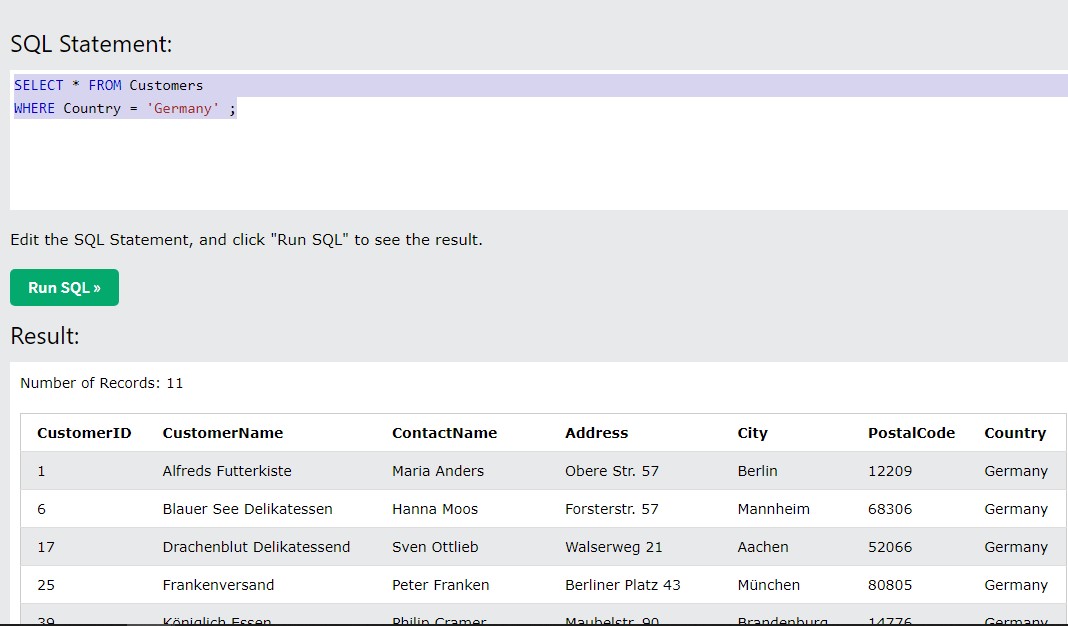 SQL Statement:
SELECT * FROM Customers
WHERE Country = 'Germany' ;
Edit the SQL Statement, and click "Run SQL" to see the result.
Run SQL »
Result:
Number of Records: 11
CustomerID CustomerName ContactName Address City PostalCode Country
1 Alfreds Futterkiste Maria Anders Obere Str. 57 Berlin 12209 Germany
6 Blauer See Delikatessen Hanna Moos Forsterstr. 57 Mannheim 68306 Germany
17 Drachenblut Delikatessend Sven Ottlieb Walserweg 21 Aachen 52066 Germany
25 Frankenversand Peter Franken Berliner Platz 43 München 80805 Germany
39 Königlich Essen Philip Cramer Maubelstr. 90 Brandenburg 14776 Germany